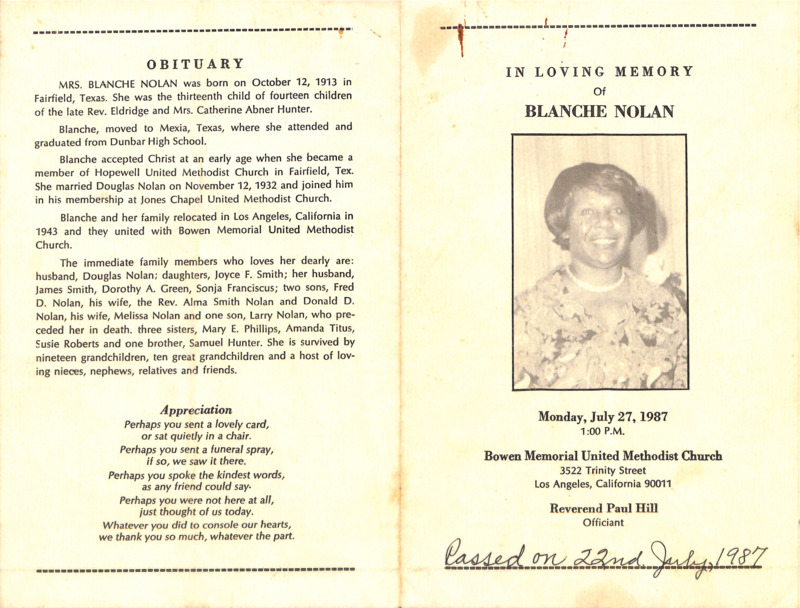 OBITUARY
MRS. BLANCHE NOLAN was born on October 12, 1913 in
Fairfield, Texas. She was the thirteenth child of fourteen children
of the late Rev. Eldridge and Mrs. Catherine Abner Hunter.
Blanche, moved to Mexia, Texas, where she attended and
graduated from Dunbar High School.
Blanche accepted Christ at an early age when she became a
member of Hopewell United Methodist Church in Fairfield, Tex.
She married Douglas Nolan on November 12, 1932 and joined him
in his membership at Jones Chapel United Methodist Church.
Blanche and her family relocated in Los Angeles, California in
1943 and they united with Bowen Memorial United Methodist
Church.
The immediate family members who loves her dearly are:
husband, Douglas Nolan; daughters, Joyce F. Smith; her husband,
James Smith, Dorothy A. Green, Sonja Franciscus; two sons, Fred
D. Nolan, his wife, the Rev. Alma Smith Nolan and Donald D.
Nolan, his wife, Melissa Nolan and one son, Larry Nolan, who pre-
ceded her in death. three sisters, Mary E. Phillips, Amanda Titus,
Susie Roberts and one brother, Samuel Hunter. She is survived by
nineteen grandchildren, ten great grandchildren and a host of lov-
ing nieces, nephews, relatives and friends.
Appreciation
Perhaps you sent a lovely card,
or sat quietly in a chair.
Perhaps you sent a funeral spray,
if so, we saw it there.
Perhaps you spoke the kindest words,
as any friend could say.
Perhaps you were not here at all,
just thought of us today.
Whatever you did to console our hearts,
we thank you so much, whatever the part.
IN LOVING MEMORY
Of
BLANCHE NOLAN
Monday, July 27, 1987
1:00 P.M.
Bowen Memorial United Methodist Church
3522 Trinity Street
Los Angeles, California 90011
Reverend Paul Hill
Officiant
Passed on 22nd July, 1987